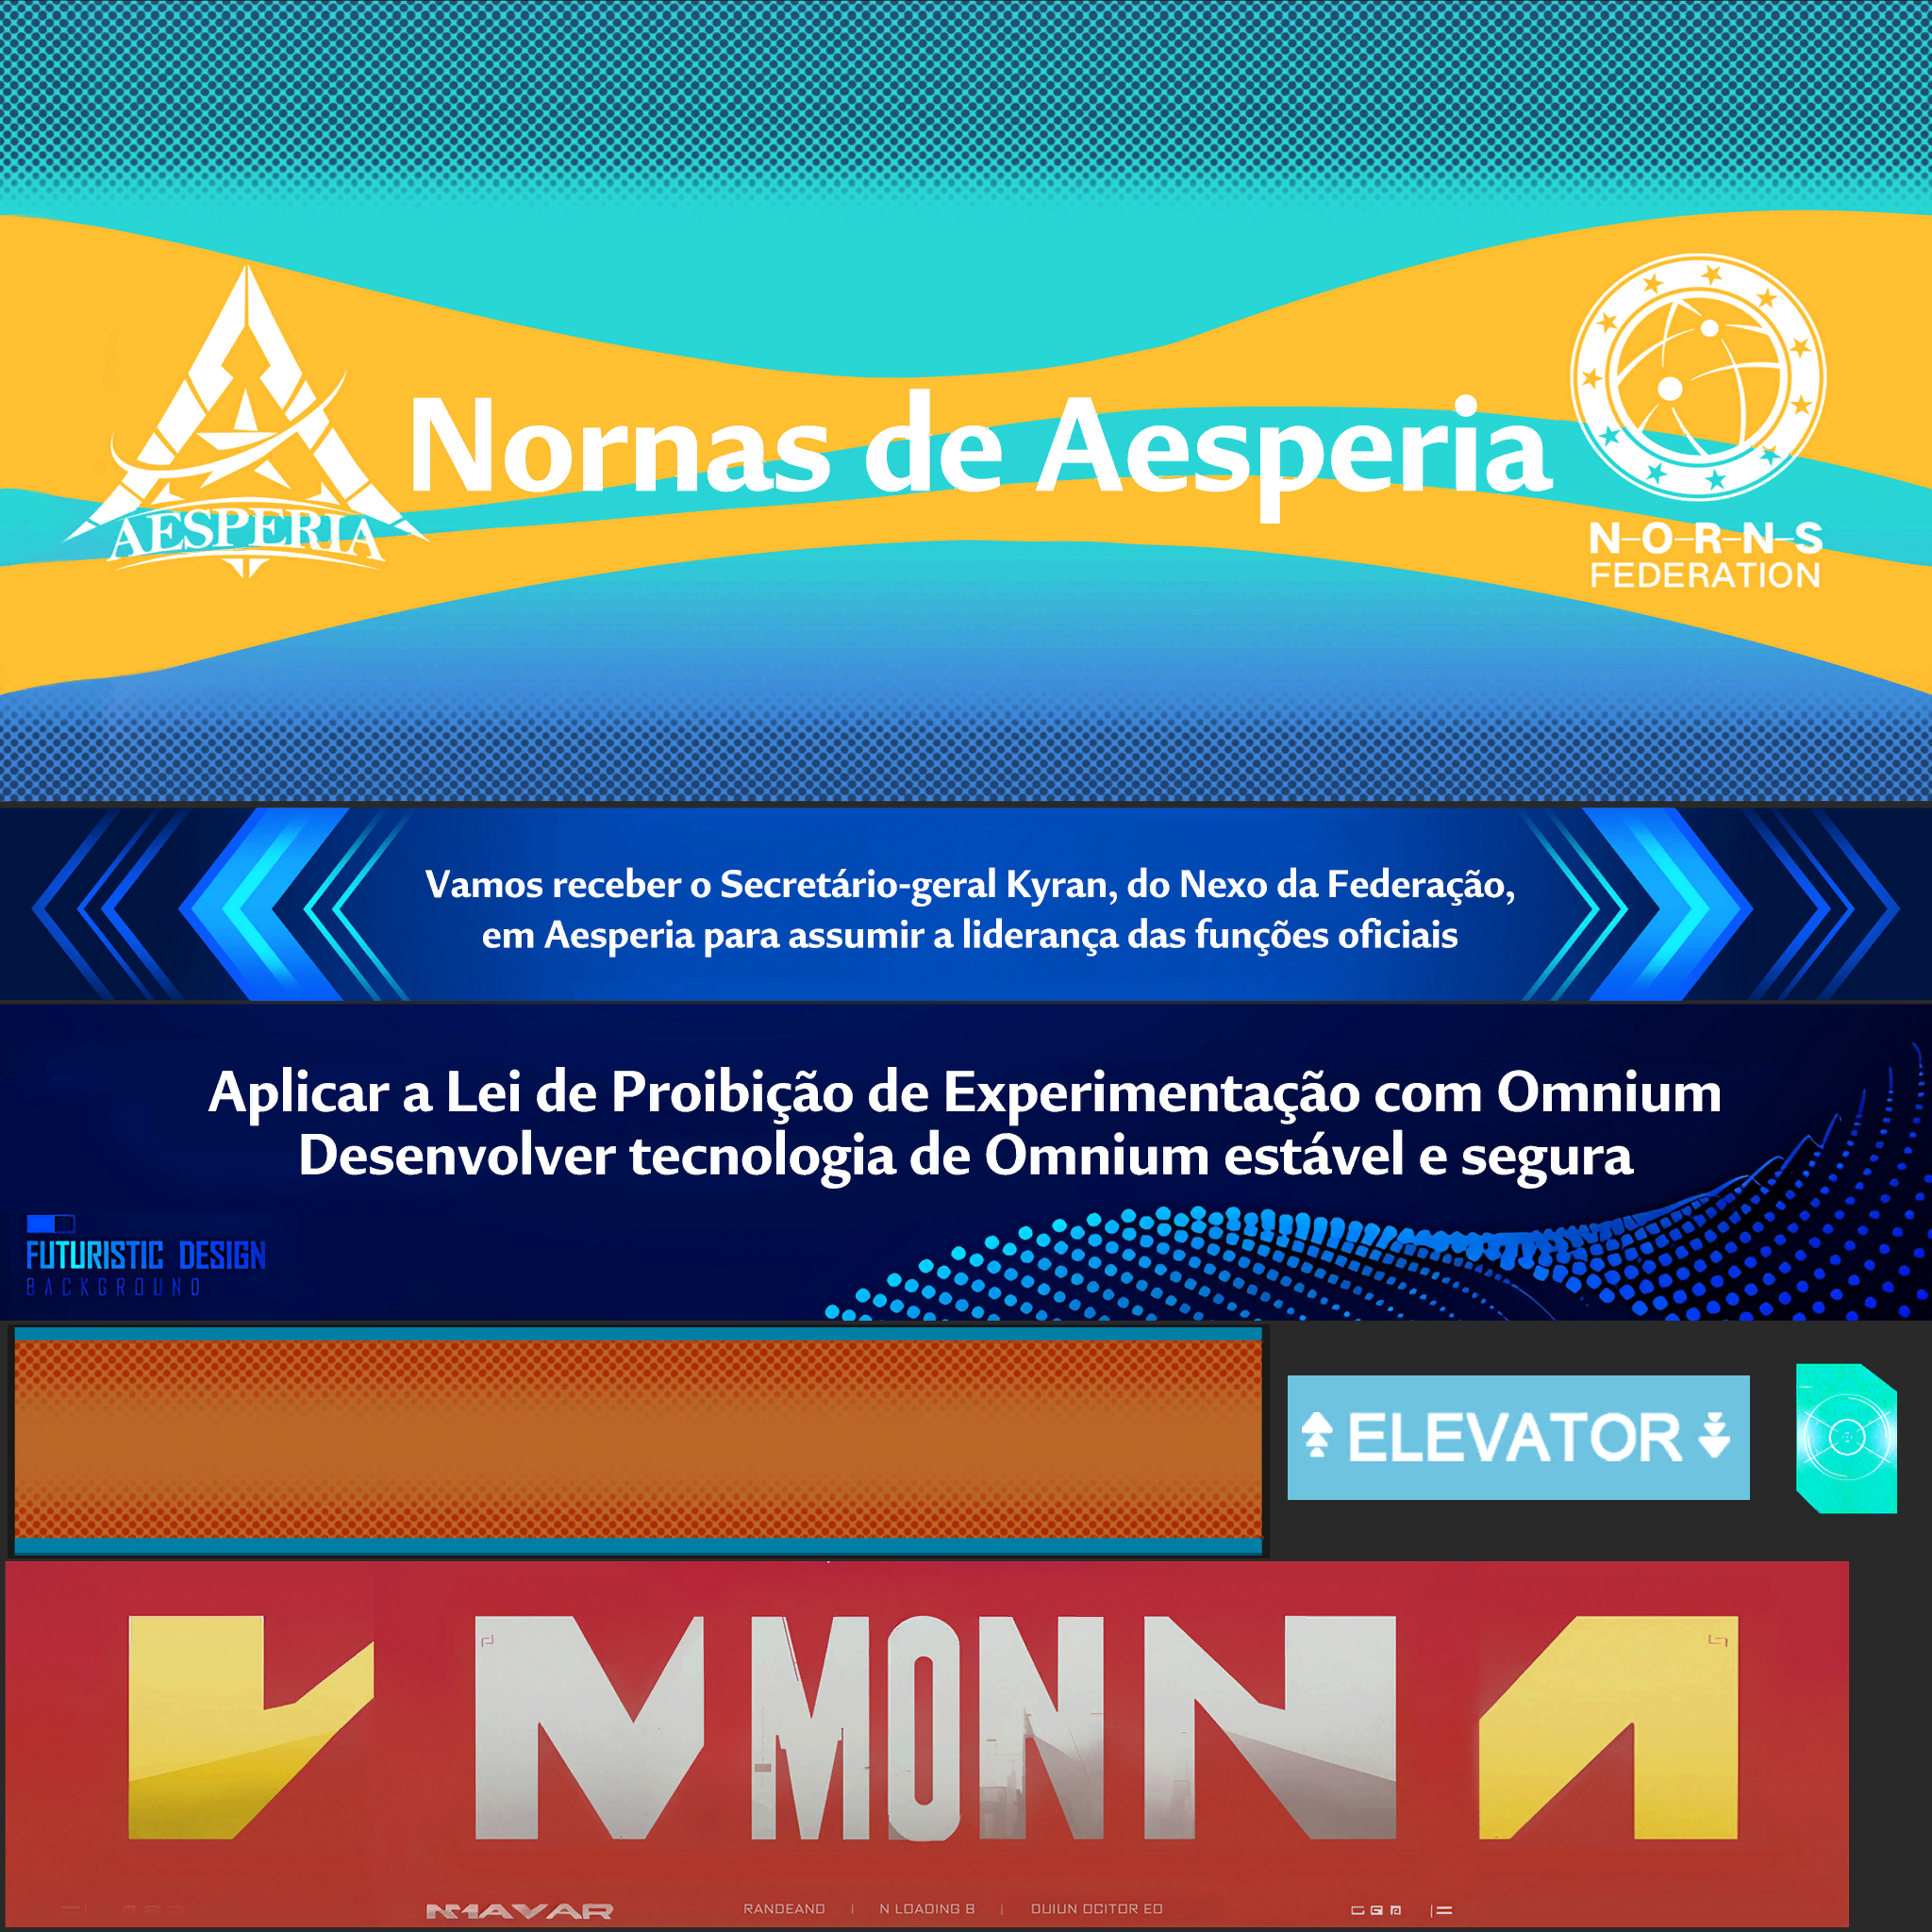 Nornas de Aesperia
AESPERIA
N-O-R-N-S
FEDERATION
Vamos receber o Secretário-geral Kyran, do Nexo da Federação,
em Aesperia para assumir a liderança das funções oficiais
Aplicar a Lei de Proibição de Experimentação com Omnium
Desenvolver tecnologia de Omnium estável e segura
FUTURISTIC DESIGN
BACKGROUND
ELEVATOR
MONN
RANDEAND | N LOADING B | OUIUN OCITOR EO